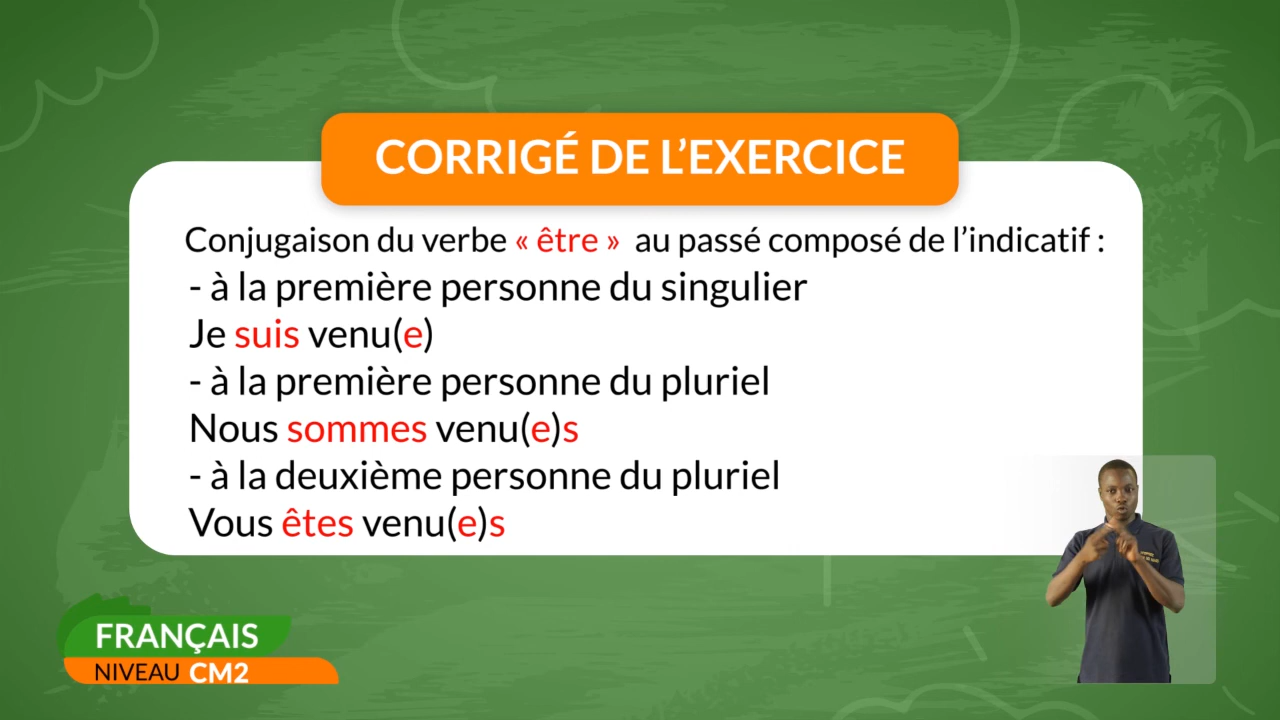 CORRIGÉ DE L’EXERCICE
Conjugaison du verbe « être » au passé composé de l’indicatif :
- à la première personne du singulier
Je suis venu(e)
- à la première personne du pluriel
Nous sommes venu(e)s
- à la deuxième personne du pluriel
Vous êtes venu(e)s
FRANÇAIS
NIVEAU CM2